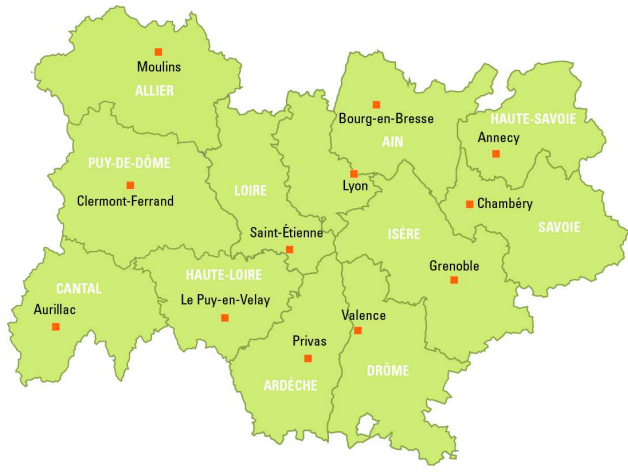 Moulins
ALLIER
Bourg-en-Bresse
AIN
HAUTE-SAVOIE
Annecy
PUY-DE-DÔME
Clermont-Ferrand
LOIRE
Lyon
Chambéry
SAVOIE
Saint-Étienne
ISÈRE
Grenoble
HAUTE-LOIRE
Le Puy-en-Velay
CANTAL
Aurillac
Valence
Privas
DRÔME
ARDÈCHE